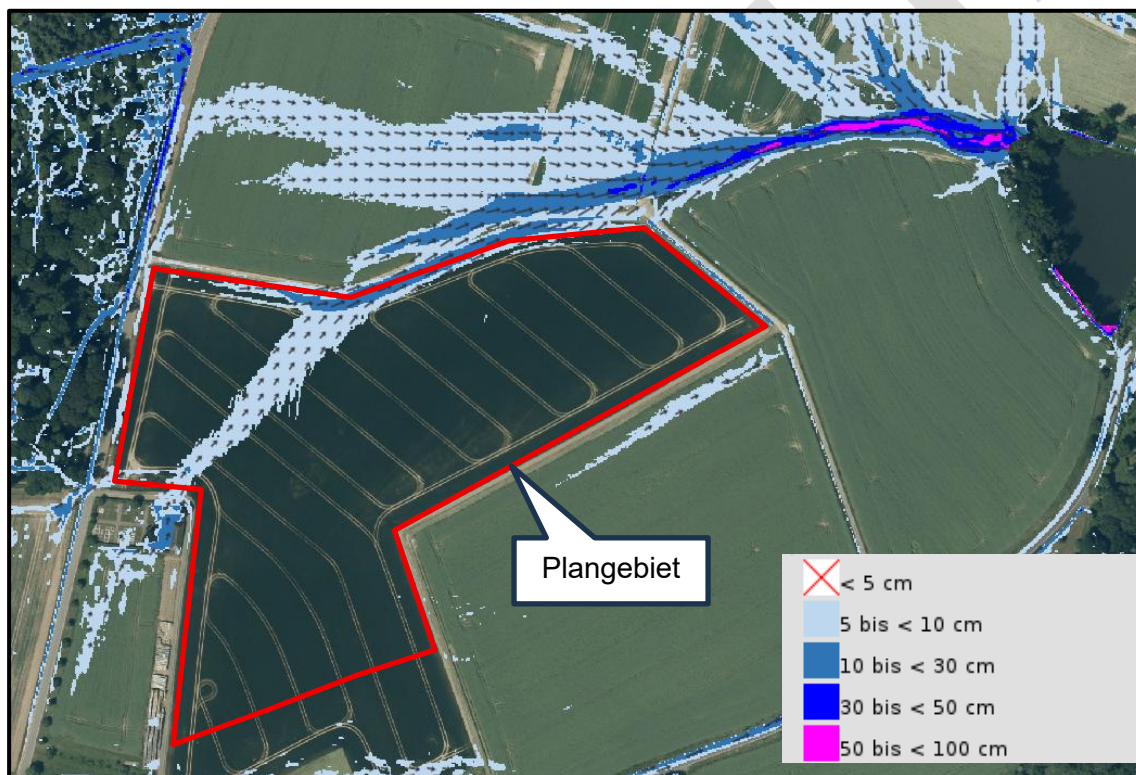 Plangebiet
< 5 cm
5 bis < 10 cm
10 bis < 30 cm
30 bis < 50 cm
50 bis < 100 cm